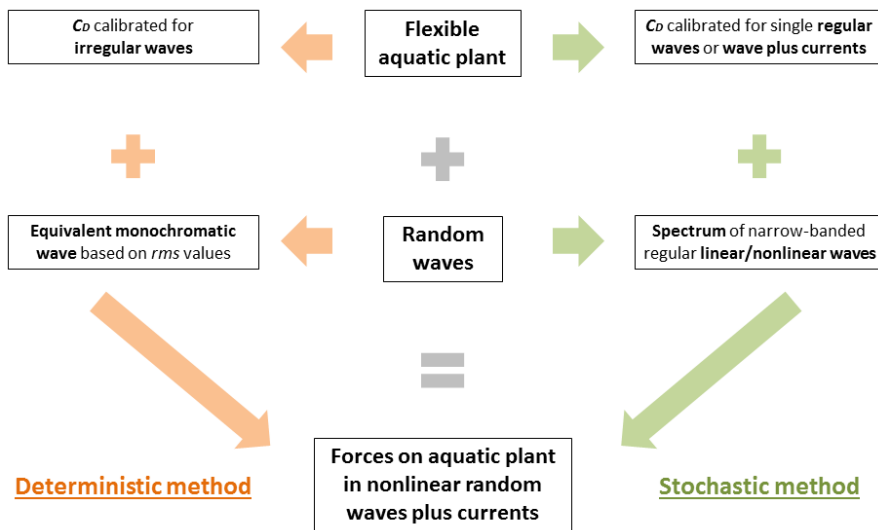 C_D calibrated for
irregular waves
Flexible
aquatic plant
C_D calibrated for single regular
waves or wave plus currents
Equivalent monochromatic
wave based on rms values
Random
waves
Spectrum of narrow-banded
regular linear/nonlinear waves
Forces on aquatic plant
in nonlinear random
waves plus currents
Deterministic method
Stochastic method